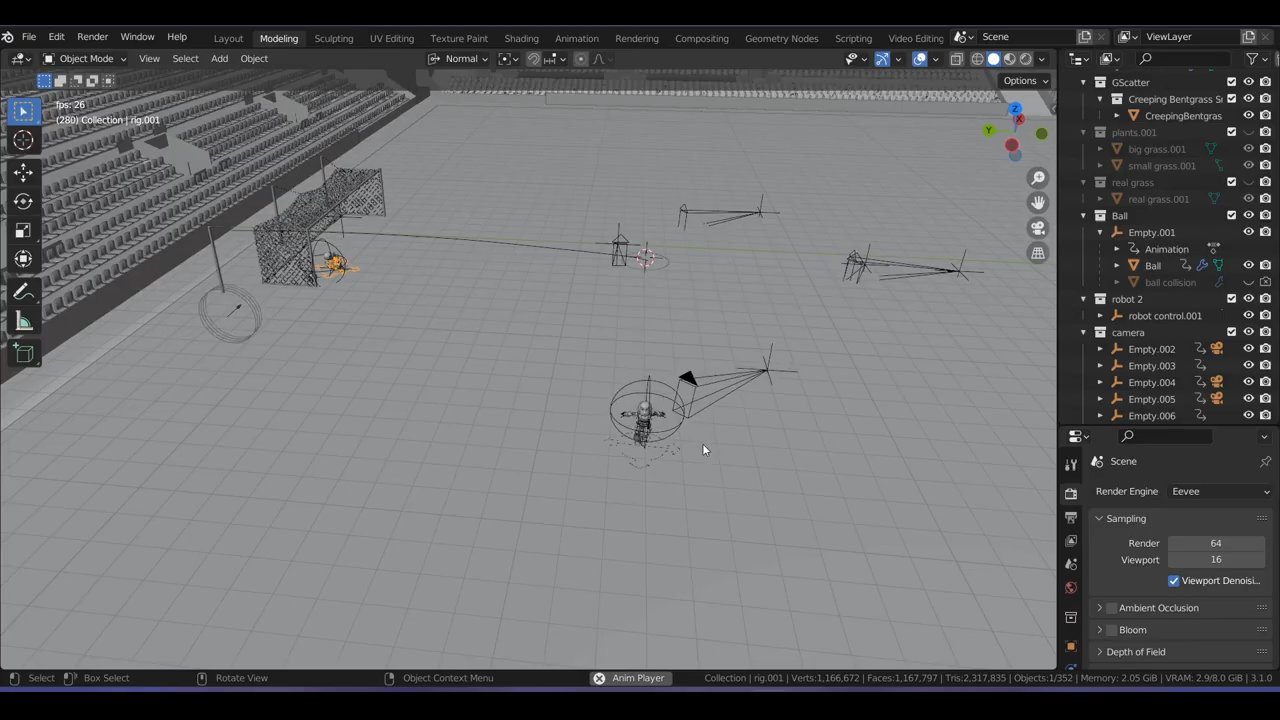 File Edit Render Window Help Layout Modeling Sculpting UV Editing Texture Paint Shading Animation Rendering Compositing Geometry Nodes Scripting Video Editing Scene ViewLayer
Object Mode View Select Add Object Normal
Options
fps: 26
(280) Collection | rig.001
Z
X
Y
GScatter
Creeping Bentgrass S
CreepingBentgras
plants.001
big grass.001
small grass.001
real grass
real grass.001
Ball
Empty.001
Animation
Ball
ball collision
robot 2
robot control.001
camera
Empty.002
Empty.003
Empty.004
Empty.005
Empty.006
Scene
Render Engine Eevee
Sampling
Render 64
Viewport 16
Viewport Denoisi...
Ambient Occlusion
Bloom
Depth of Field
Select Box Select Rotate View Object Context Menu Anim Player Collection | rig.001 | Verts:1,166,672 | Faces:1,167,797 | Tris:2,317,835 | Objects:1/352 | Memory: 2.05 GiB | VRAM: 2.9/8.0 GiB | 3.1.0